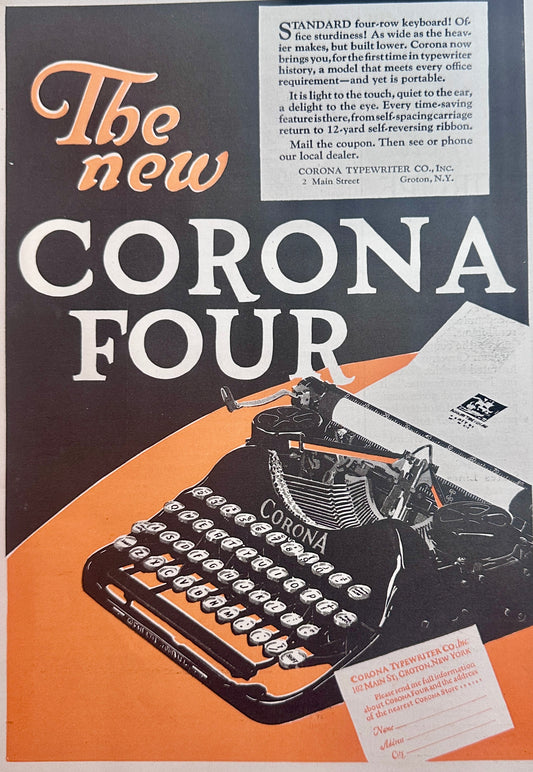 The
new
CORONA
FOUR
STANDARD four-row keyboard! Of-
fice sturdiness! As wide as the heav-
ier makes, but built lower. Corona now
brings you, for the first time in typewriter
history, a model that meets every office
requirement—and yet is portable.
It is light to the touch, quiet to the ear,
a delight to the eye. Every time-saving
feature is there, from self-spacing carriage
return to 12-yard self-reversing ribbon.
Mail the coupon. Then see or phone
our local dealer.
CORONA TYPEWRITER CO., INC.
2 Main Street Groton, N.Y.
CORONA
CORONA TYPEWRITER CO., INC
102 MAIN ST., GROTON, NEW YORK
Please send me full information
about CORONA FOUR and the address
of the nearest CORONA STORE
Name
Address
City